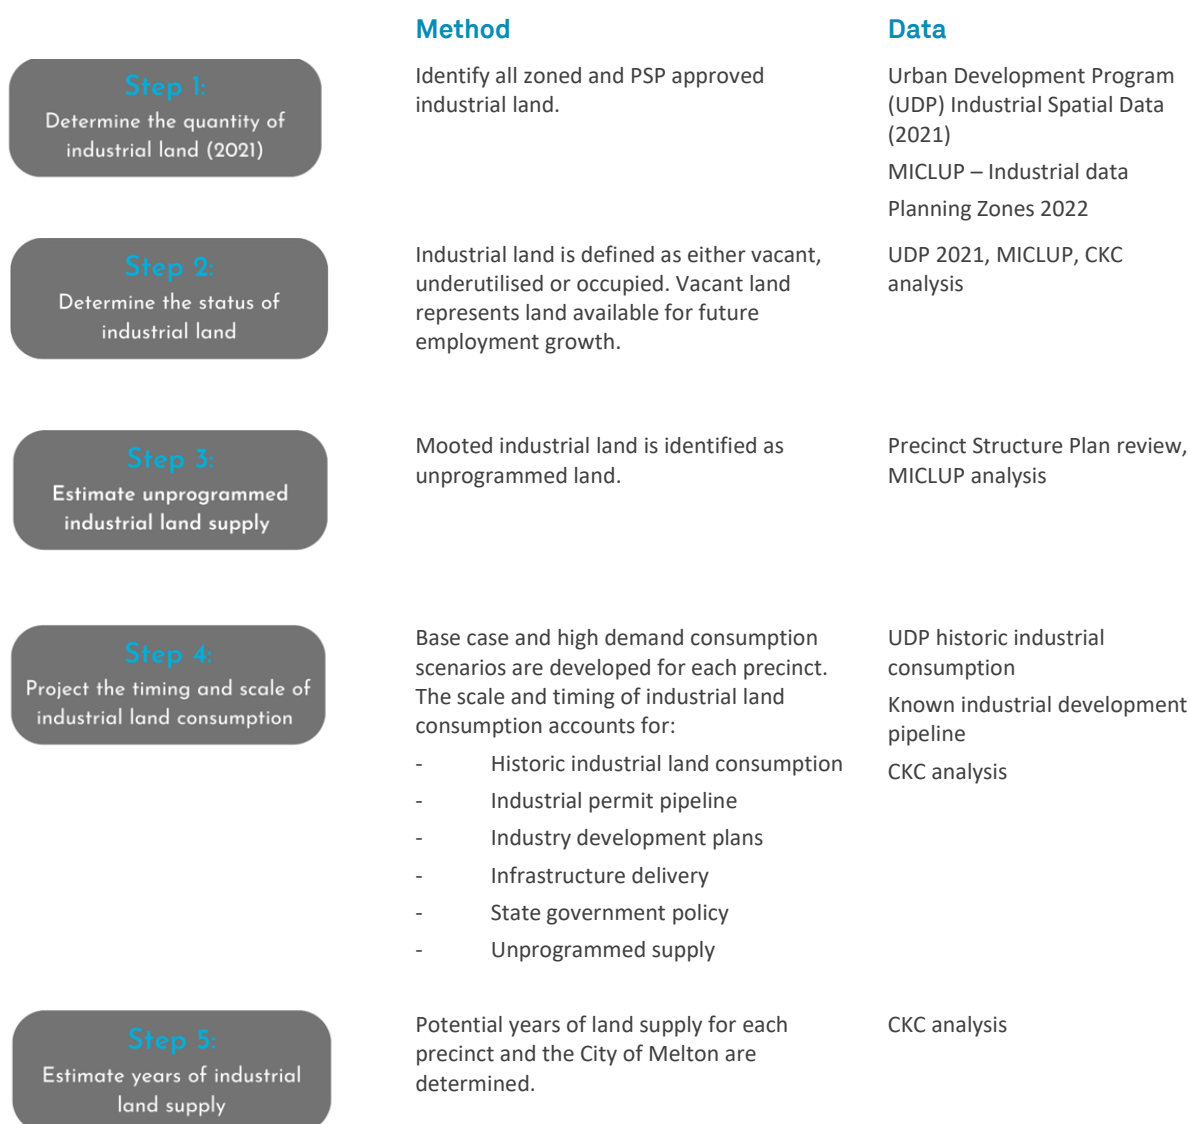 Method
Data
Step 1:
Determine the quantity of
industrial land (2021)
Identify all zoned and PSP approved
industrial land.
Urban Development Program
(UDP) Industrial Spatial Data
(2021)
MICLUP – Industrial data
Planning Zones 2022
Step 2:
Determine the status of
industrial land
Industrial land is defined as either vacant,
underutilised or occupied. Vacant land
represents land available for future
employment growth.
UDP 2021, MICLUP, CKC
analysis
Step 3:
Estimate unprogrammed
industrial land supply
Mooted industrial land is identified as
unprogrammed land.
Precinct Structure Plan review,
MICLUP analysis
Step 4:
Project the timing and scale of
industrial land consumption
Base case and high demand consumption
scenarios are developed for each precinct.
The scale and timing of industrial land
consumption accounts for:
- Historic industrial land consumption
- Industrial permit pipeline
- Industry development plans
- Infrastructure delivery
- State government policy
- Unprogrammed supply
UDP historic industrial
consumption
Known industrial development
pipeline
CKC analysis
Step 5:
Estimate years of industrial
land supply
Potential years of land supply for each
precinct and the City of Melton are
determined.
CKC analysis